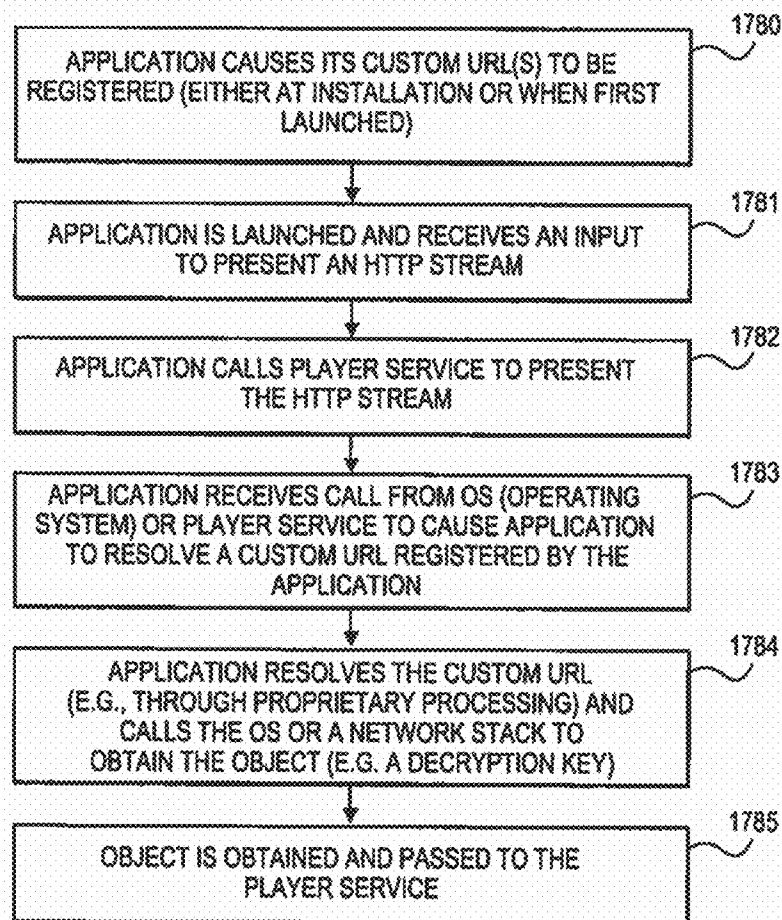 1780
APPLICATION CAUSES ITS CUSTOM URL(S) TO BE
REGISTERED (EITHER AT INSTALLATION OR WHEN FIRST
LAUNCHED)
1781
APPLICATION IS LAUNCHED AND RECEIVES AN INPUT
TO PRESENT AN HTTP STREAM
1782
APPLICATION CALLS PLAYER SERVICE TO PRESENT
THE HTTP STREAM
1783
APPLICATION RECEIVES CALL FROM OS (OPERATING
SYSTEM) OR PLAYER SERVICE TO CAUSE APPLICATION
TO RESOLVE A CUSTOM URL REGISTERED BY THE
APPLICATION
1784
APPLICATION RESOLVES THE CUSTOM URL
(E.G., THROUGH PROPRIETARY PROCESSING) AND
CALLS THE OS OR A NETWORK STACK TO
OBTAIN THE OBJECT (E.G. A DECRYPTION KEY)
1785
OBJECT IS OBTAINED AND PASSED TO THE
PLAYER SERVICE